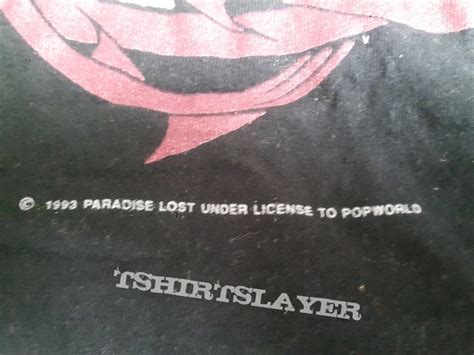 © 1993 PARADISE LOST UNDER LICENSE TO POPWORLD
TSHIRTSLAYER